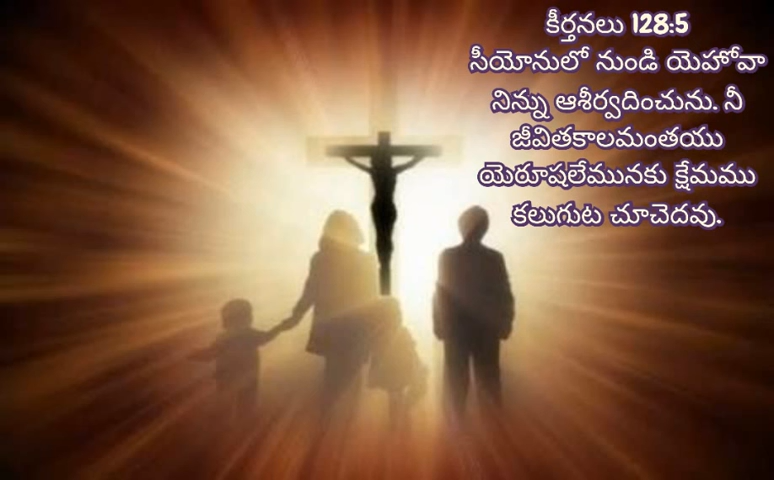 కీర్తనలు 128:5
సీయోనులో నుండి యెహోవా
నిన్ను ఆశీర్వదించును. నీ
జీవితకాలమంతయు
యెరూషలేమునకు క్షేమము
కలుగుట చూచెదవు.